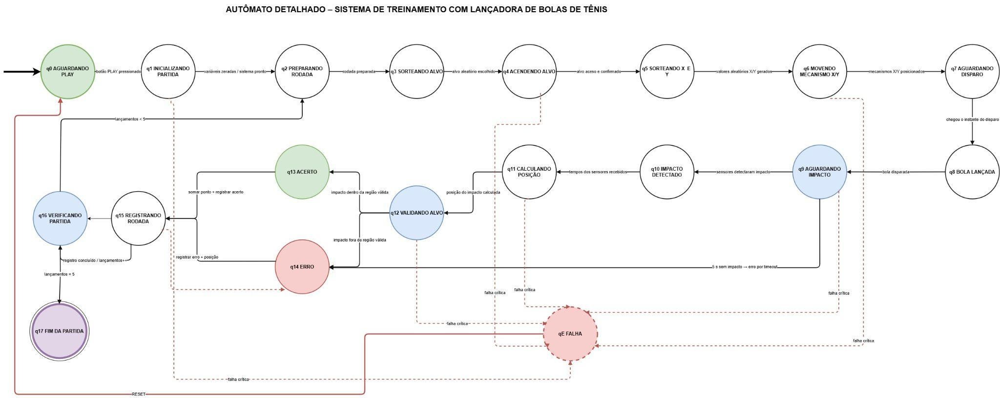 AUTÔMATO DETALHADO – SISTEMA DE TREINAMENTO COM LANÇADORA DE BOLAS DE TÊNIS
q0 AGUARDANDO
PLAY
botão PLAY pressionado
q1 INICIALIZANDO
PARTIDA
variáveis zeradas / sistema pronto
q2 PREPARANDO
RODADA
rodada preparada
q3 SORTEANDO ALVO
alvo aleatório escolhido
q4 ACENDENDO ALVO
alvo aceso e confirmado
q5 SORTEANDO X E
Y
valores aleatórios X/Y gerados
q6 MOVENDO
MECANISMO X/Y
mecanismos X/Y posicionados
q7 AGUARDANDO
DISPARO
lançamentos < 5
chegou o instante do disparo
q13 ACERTO
q11 CALCULANDO
POSIÇÃO
tempos dos sensores recebidos
q10 IMPACTO
DETECTADO
sensores detectaram impacto
q9 AGUARDANDO
IMPACTO
bola disparada
q8 BOLA LANÇADA
somar ponto + registrar acerto
impacto dentro da região válida
posição do impacto calculada
q16 VERIFICANDO
PARTIDA
q15 REGISTRANDO
RODADA
q12 VALIDANDO ALVO
impacto fora da região válida
registrar erro + posição
registro concluído / lançamentos++
q14 ERRO
5 s sem impacto → erro por timeout
lançamentos = 5
falha crítica
falha crítica
falha crítica
falha crítica
q17 FIM DA PARTIDA
qE FALHA
falha crítica
falha crítica
RESET